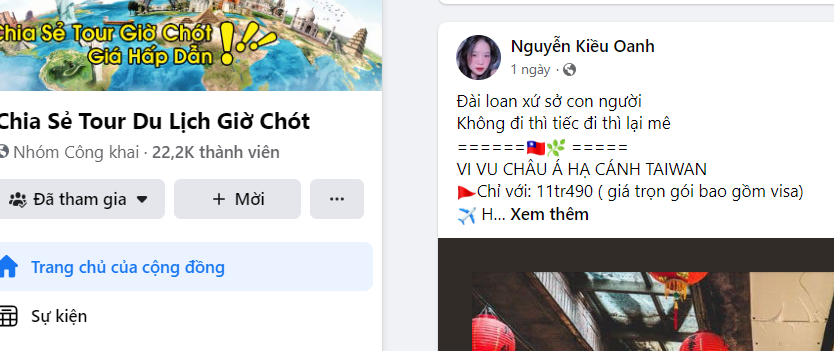 Chia Sẻ Tour Giờ Chót
Giá Hấp Dẫn !!!
Chia Sẻ Tour Du Lịch Giờ Chót
Nhóm Công khai · 22,2K thành viên
Đã tham gia
+ Mời
...
Trang chủ của cộng đồng
Sự kiện
Nguyễn Kiều Oanh
1 ngày ·
Đài loan xứ sở con người
Không đi thì tiếc đi thì lại mê
======🇹🇼🌿 =====
VI VU CHÂU Á HẠ CÁNH TAIWAN
🚩Chỉ với: 11tr490 ( giá trọn gói bao gồm visa)
✈️ H... Xem thêm